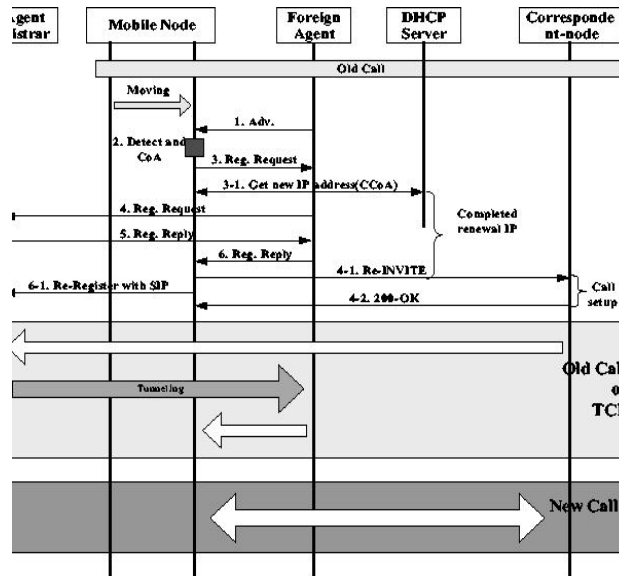 Agent
istrar
Mobile Node
Foreign
Agent
DHCP
Server
Corresponde
nt-node
Old Call
Moving
1. Adv.
2. Detect and
CoA
3. Reg. Request
3-1. Get new IP address(CCoA)
4. Reg. Request
Completed
renewal IP
5. Reg. Reply
6. Reg. Reply
4-1. Re-INVITE
6-1. Re-Register with SIP
4-2. 200-OK
Call
setup
Old Cal
o
TCP
Tunneling
New Call